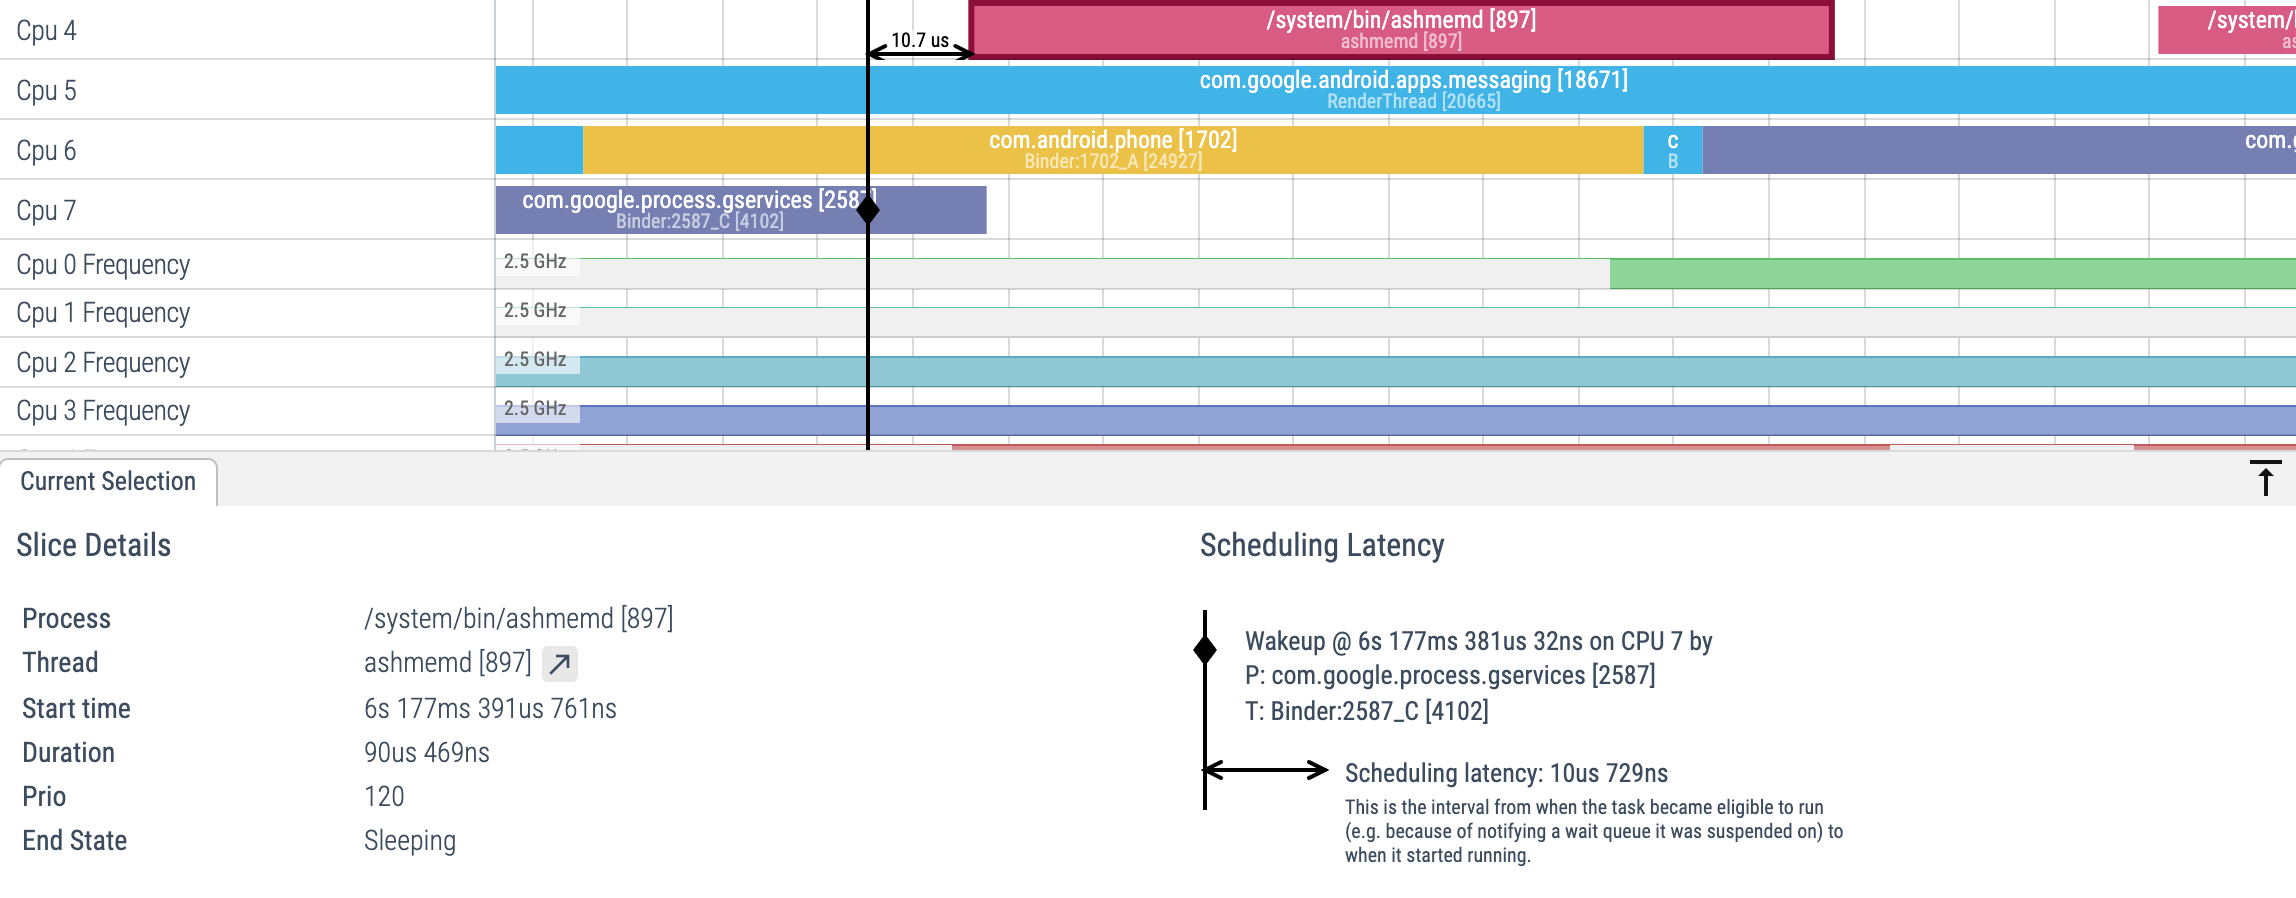 Cpu 4
/system/bin/ashmemd [897]
ashmemd [897]
10.7 us
/system/
Cpu 5
com.google.android.apps.messaging [18671]
RenderThread [20665]
Cpu 6
com.android.phone [1702]
Binder:1702_A [24927]
c
B
com.
Cpu 7
com.google.process.gservices [2587]
Binder:2587_C [4102]
Cpu 0 Frequency
2.5 GHz
Cpu 1 Frequency
2.5 GHz
Cpu 2 Frequency
2.5 GHz
Cpu 3 Frequency
2.5 GHz
Current Selection
Slice Details
Process /system/bin/ashmemd [897]
Thread ashmemd [897]
Start time 6s 177ms 391us 761ns
Duration 90us 469ns
Prio 120
End State Sleeping
Scheduling Latency
Wakeup @ 6s 177ms 381us 32ns on CPU 7 by
P: com.google.process.gservices [2587]
T: Binder:2587_C [4102]
Scheduling latency: 10us 729ns
This is the interval from when the task became eligible to run
(e.g. because of notifying a wait queue it was suspended on) to
when it started running.